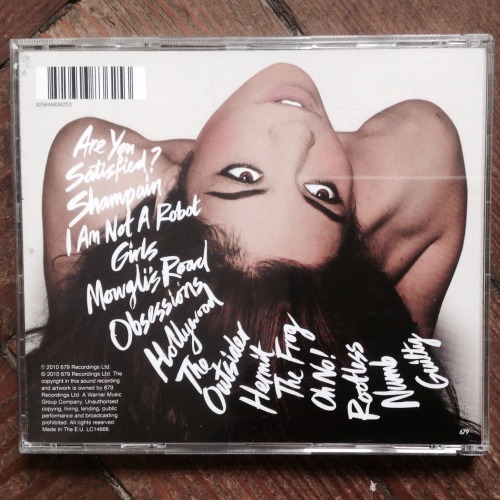 825646836253
Are You
Satisfied?
Shampain
I Am Not A Robot
Girls
Mowgli's Road
Obsessions
Hollywood
The
Outsider
Hermit
The Frog
Oh No!
Rootless
Numb
Guilty
℗ 2010 679 Recordings Ltd.
© 2010 679 Recordings Ltd. The
copyright in this sound recording
and artwork is owned by 679
Recordings Ltd. A Warner Music
Group Company. Unauthorised
copying, hiring, lending, public
performance and broadcasting
prohibited. All rights reserved.
Made In The E.U. LC14666.
679